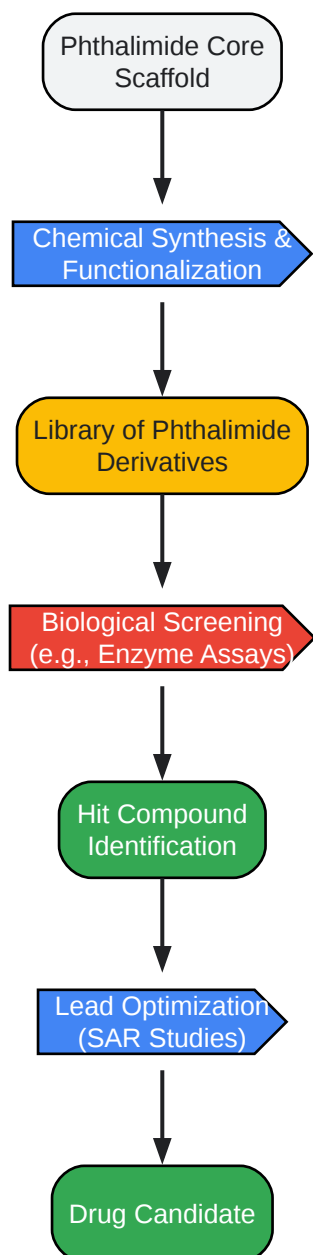 Phthalimide Core
Scaffold
Chemical Synthesis &
Functionalization
Library of Phthalimide
Derivatives
Biological Screening
(e.g., Enzyme Assays)
Hit Compound
Identification
Lead Optimization
(SAR Studies)
Drug Candidate